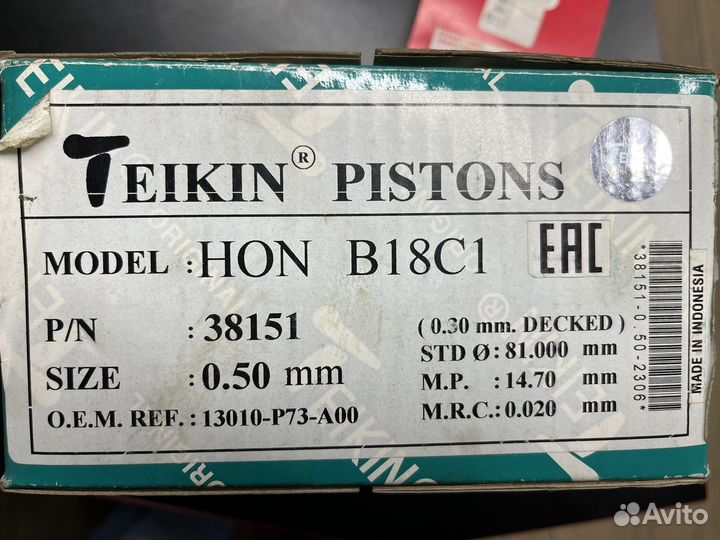 TEIKIN® PISTONS
MODEL : HON B18C1 EAC
P/N : 38151 ( 0.30 mm. DECKED )
SIZE : 0.50 mm STD Ø : 81.000 mm
M.P. : 14.70 mm
O.E.M. REF. : 13010-P73-A00 M.R.C : 0.020 mm
*38151-0.50-2306*
MADE IN INDONESIA
ORIGINAL
Avito